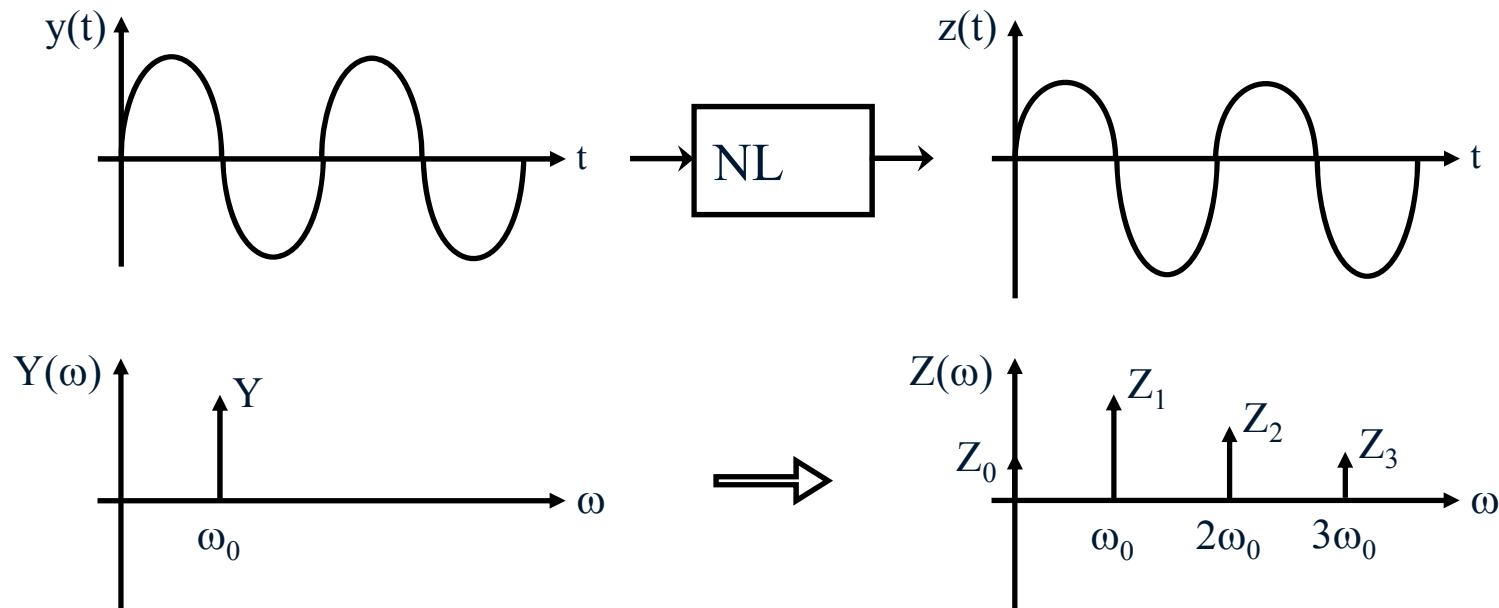 y(t)
t
NL
z(t)
t
Y(ω)
Y
ω
ω₀
Z(ω)
Z₀
Z₁
Z₂
Z₃
ω
ω₀ 2ω₀ 3ω₀